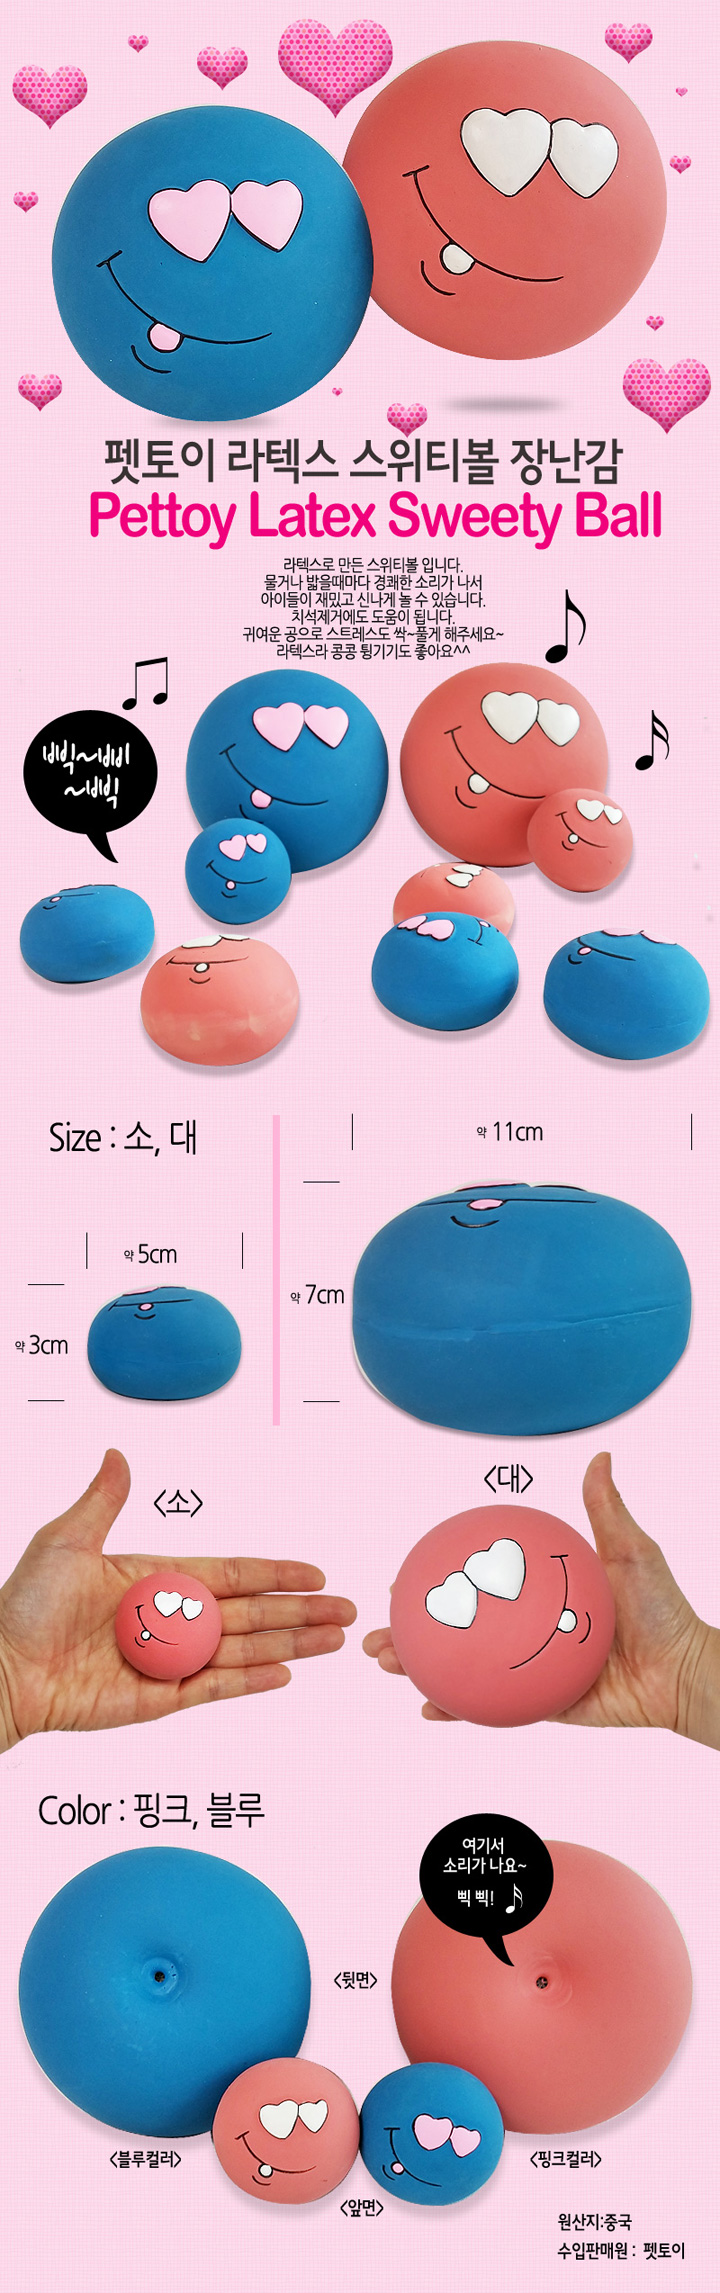 펫토이 라텍스 스위티볼 장난감
Pettoy Latex Sweety Ball
라텍스로 만든 스위티볼 입니다.
물거나 밟을때마다 경쾌한 소리가 나서
아이들이 재밌고 신나게 놀 수 있습니다.
치석제거에도 도움이 됩니다.
귀여운 공으로 스트레스도 싹~풀게 해주세요~
라텍스라 콩콩 튕기기도 좋아요^^
삐빅~삐삐
~삐빅
Size : 소, 대
약 11cm
약 5cm
약 7cm
약 3cm
<소>
<대>
Color : 핑크, 블루
여기서
소리가 나요~
삑 삑!
<뒷면>
<블루컬러>
<핑크컬러>
<앞면>
원산지:중국
수입판매원 : 펫토이